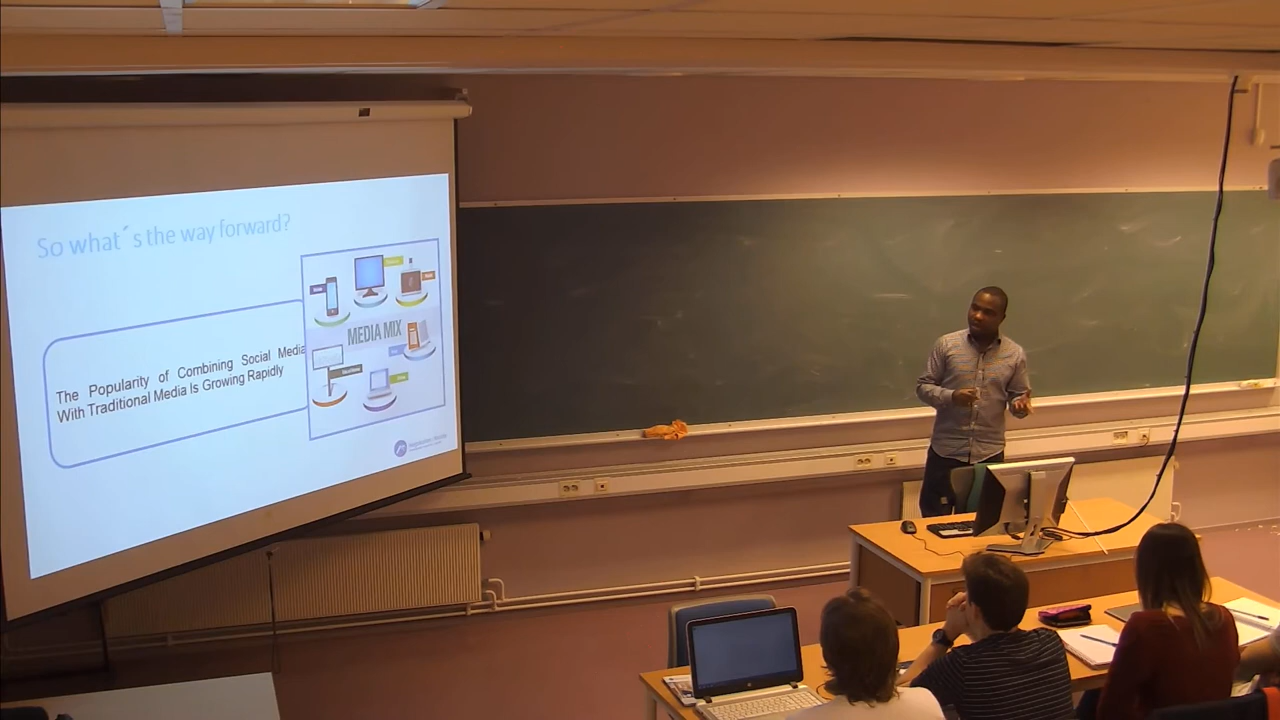 So what´s the way forward?
The Popularity of Combining Social Media
With Traditional Media Is Growing Rapidly
MEDIA MIX